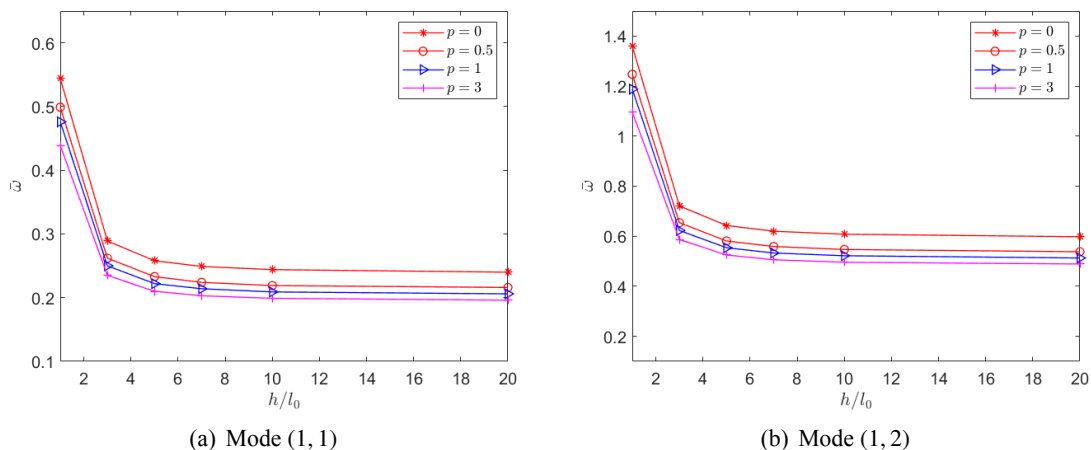 0.6
0.5
0.4
0.3
0.2
0.1
ω̄
p = 0
p = 0.5
p = 1
p = 3
2 4 6 8 10 12 14 16 18 20
h/l₀
(a) Mode (1, 1)
1.4
1.2
1
0.8
0.6
0.4
0.2
ω̄
p = 0
p = 0.5
p = 1
p = 3
2 4 6 8 10 12 14 16 18 20
h/l₀
(b) Mode (1, 2)